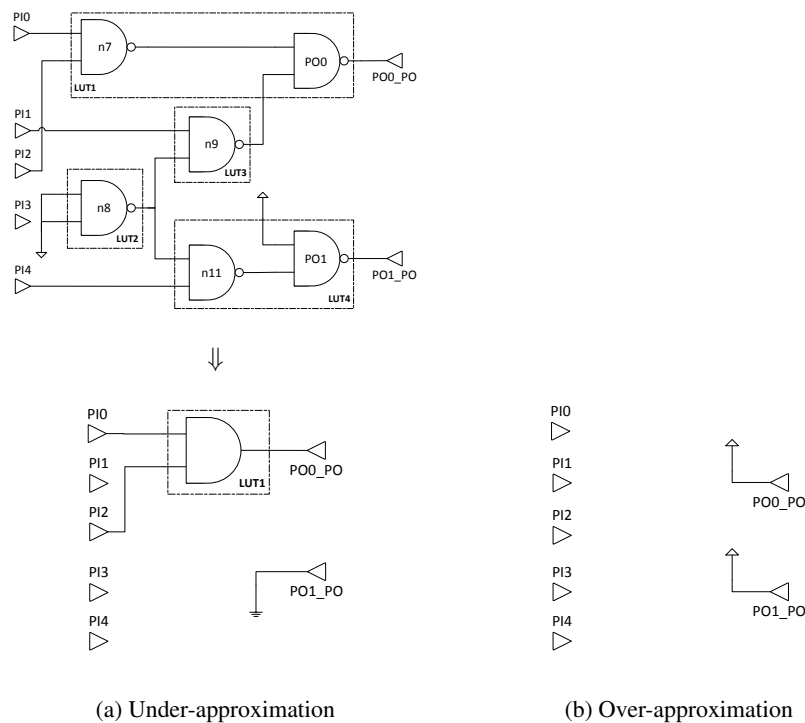 PI0
n7
PO0
LUT1
PO0_PO
PI1
n9
PI2
LUT3
n8
PI3
LUT2
PO1
PO1_PO
PI4
n11
LUT4
⇓
PI0
PI1
LUT1
PO0_PO
PI2
PI3
PO1_PO
PI4
(a) Under-approximation
PI0
PI1
PO0_PO
PI2
PI3
PO1_PO
PI4
(b) Over-approximation